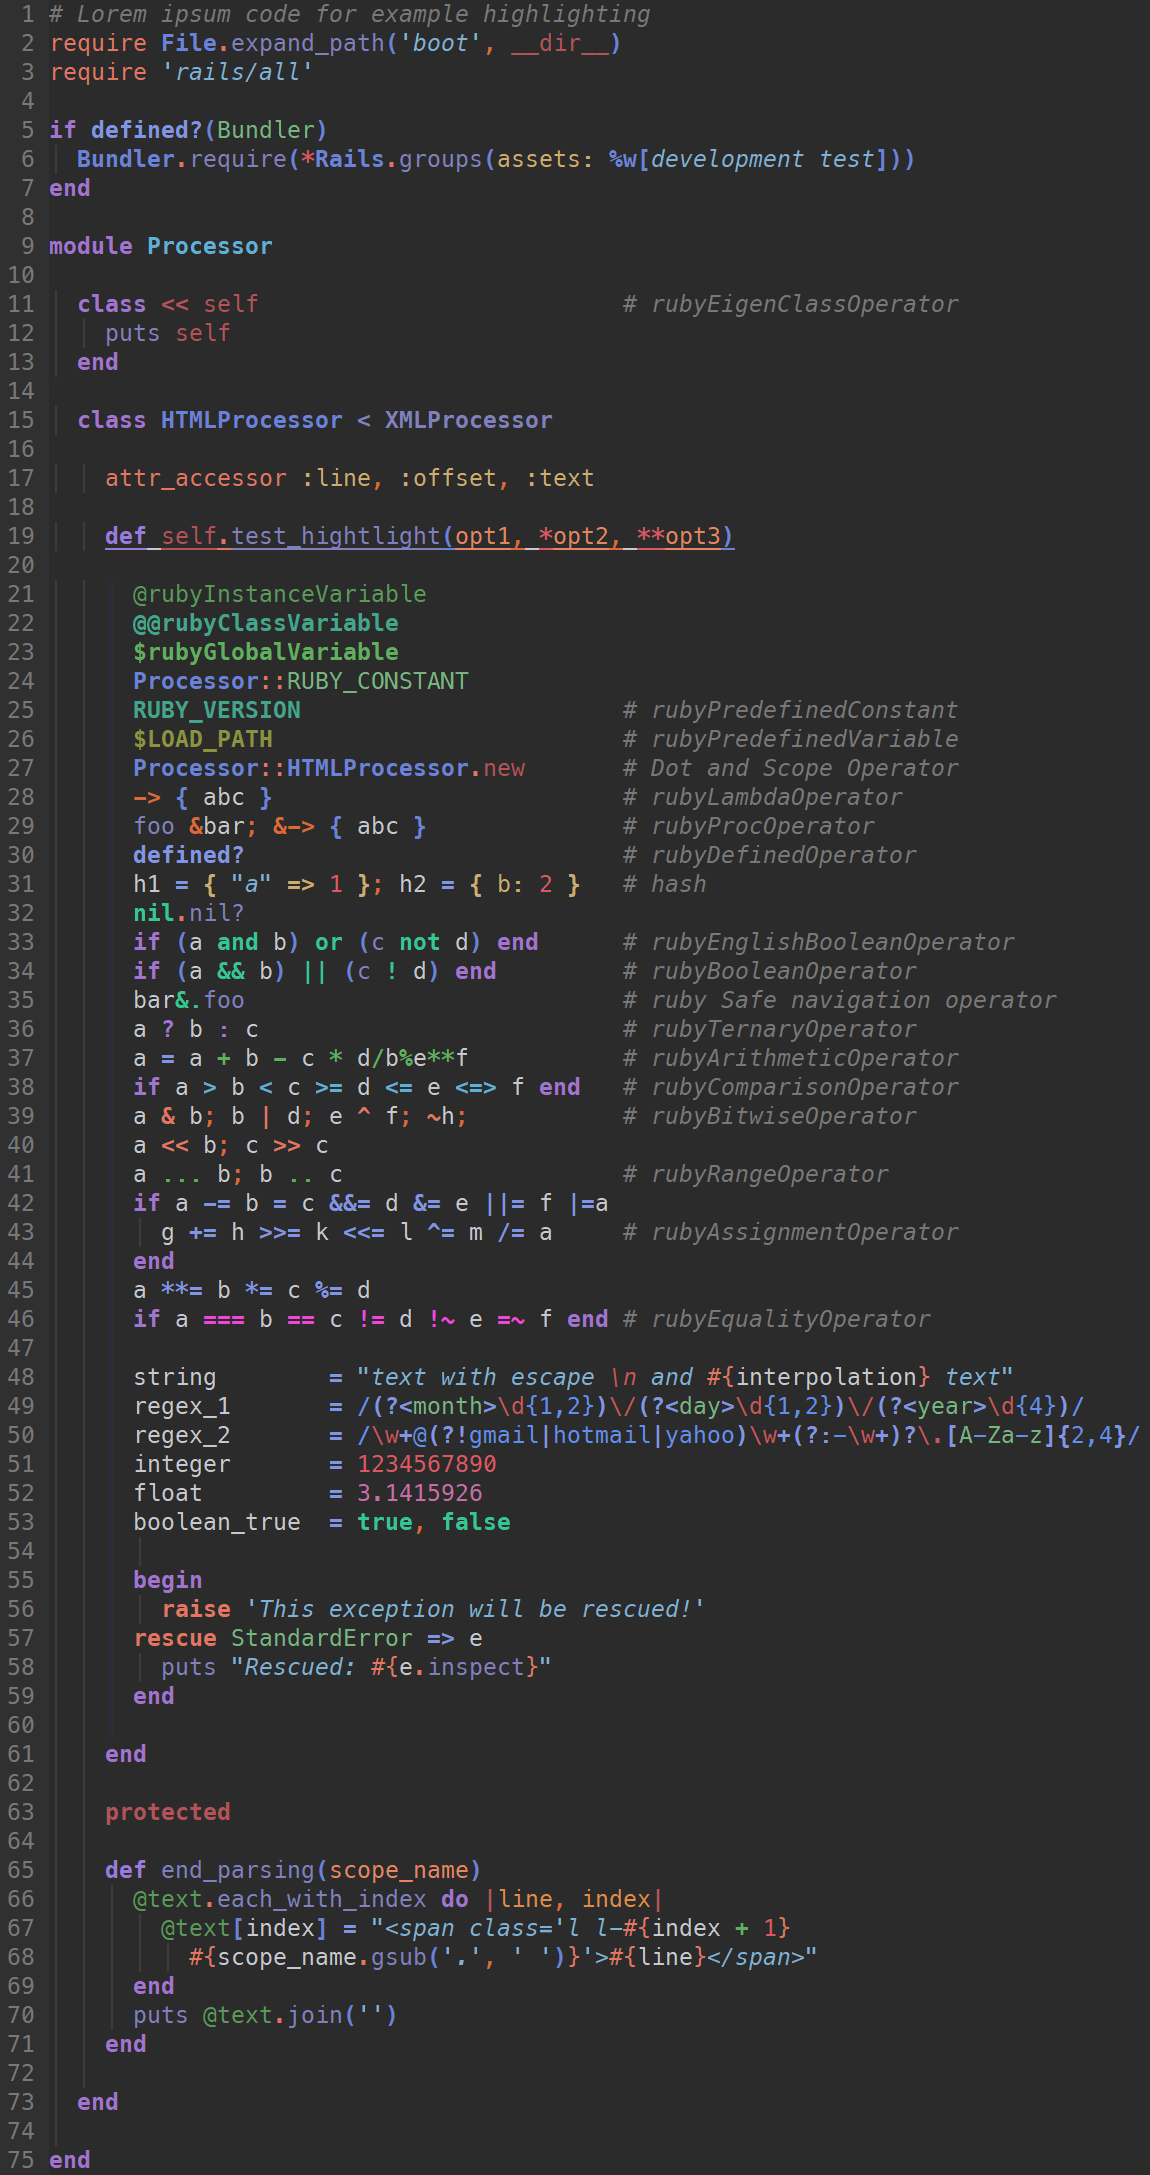 1 # Lorem ipsum code for example highlighting
2 require File.expand_path('boot', __dir__)
3 require 'rails/all'
4
5 if defined?(Bundler)
6   Bundler.require(*Rails.groups(assets: %w[development test]))
7 end
8
9 module Processor
10
11   class << self                          # rubyEigenClassOperator
12     puts self
13   end
14
15   class HTMLProcessor < XMLProcessor
16
17     attr_accessor :line, :offset, :text
18
19     def self.test_hightlight(opt1, *opt2, **opt3)
20
21       @rubyInstanceVariable
22       @@rubyClassVariable
23       $rubyGlobalVariable
24       Processor::RUBY_CONSTANT
25       RUBY_VERSION                       # rubyPredefinedConstant
26       $LOAD_PATH                         # rubyPredefinedVariable
27       Processor::HTMLProcessor.new       # Dot and Scope Operator
28       -> { abc }                         # rubyLambdaOperator
29       foo &bar; &-> { abc }              # rubyProcOperator
30       defined?                           # rubyDefinedOperator
31       h1 = { "a" => 1 }; h2 = { b: 2 }   # hash
32       nil.nil?
33       if (a and b) or (c not d) end      # rubyEnglishBooleanOperator
34       if (a && b) || (c ! d) end         # rubyBooleanOperator
35       bar&.foo                           # ruby Safe navigation operator
36       a ? b : c                          # rubyTernaryOperator
37       a = a + b - c * d/b%e**f           # rubyArithmeticOperator
38       if a > b < c >= d <= e <=> f end   # rubyComparisonOperator
39       a & b; b | d; e ^ f; ~h;           # rubyBitwiseOperator
40       a << b; c >> c
41       a ... b; b .. c                    # rubyRangeOperator
42       if a -= b = c &&= d &= e ||= f |=a
43         g += h >>= k <<= l ^= m /= a     # rubyAssignmentOperator
44       end
45       a **= b *= c %= d
46       if a === b == c != d !~ e =~ f end # rubyEqualityOperator
47
48       string        = "text with escape \n and #{interpolation} text"
49       regex_1       = /(?<month>\d{1,2})\/(?<day>\d{1,2})\/(?<year>\d{4})/
50       regex_2       = /\w+@(?!gmail|hotmail|yahoo)\w+(?:-\w+)?\.[A-Za-z]{2,4}/
51       integer       = 1234567890
52       float         = 3.1415926
53       boolean_true  = true, false
54
55       begin
56         raise 'This exception will be rescued!'
57       rescue StandardError => e
58         puts "Rescued: #{e.inspect}"
59       end
60
61     end
62
63     protected
64
65     def end_parsing(scope_name)
66       @text.each_with_index do |line, index|
67         @text[index] = "<span class='l l-#{index + 1}
68           #{scope_name.gsub('.', ' ')}'>#{line}</span>"
69       end
70       puts @text.join('')
71     end
72
73   end
74
75 end